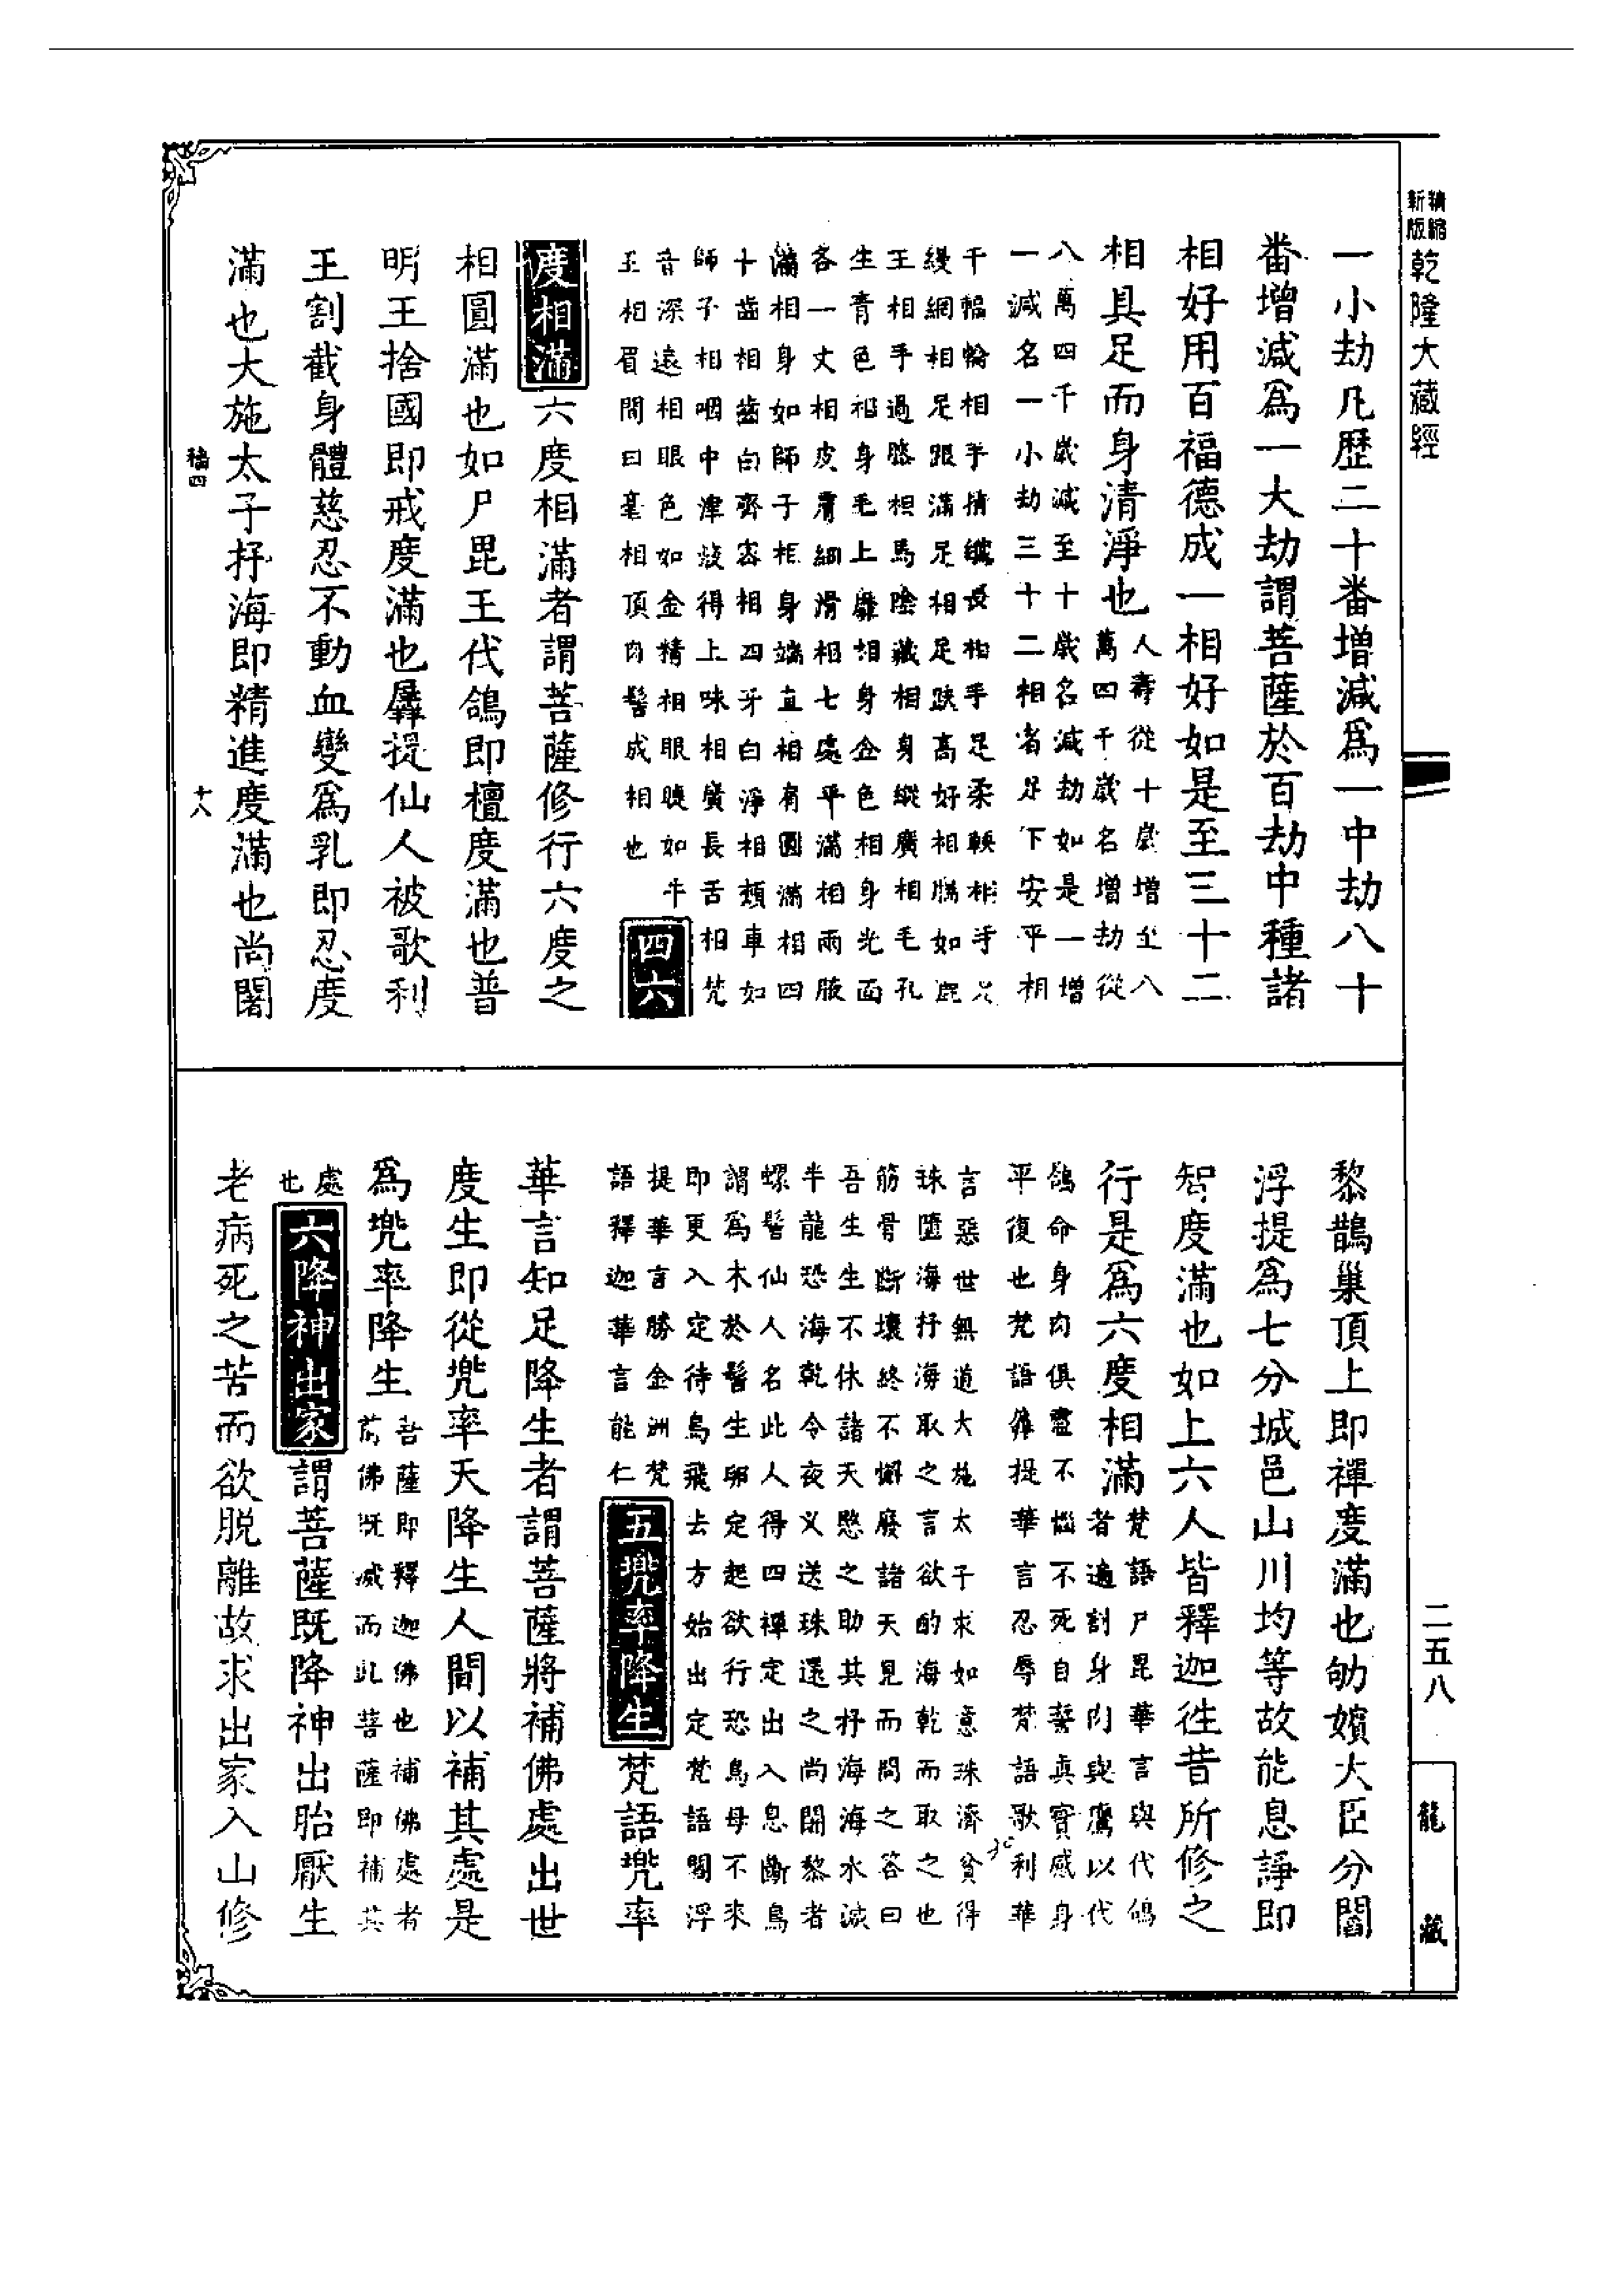 精縮
新版
乾隆大藏經
一小劫凡歷二十番增減爲一中劫八十
番增減爲一大劫謂菩薩於百劫中種諸
相好用百福德成一相好如是至三十二
相具足而身清淨也人壽從十歲增至八
萬四千歲名增劫從
八萬四千歲減至十歲名減劫如是一增
一減名一小劫三十二相者足下安平相
千輻輪相手指纖長相手足柔軟相手足
縵網相足跟滿足相足趺高好相腨如鹿
王相手過膝相馬陰藏相身縱廣相毛孔
生青色相身毛上靡相身金色相身光面
各一丈相皮膚細滑相七處平滿相兩腋
滿相身如師子相身端直相肩圓滿相四
十齒相齒白齊密相四牙白淨相頰車如
師子相咽中津液得上味相廣長舌相梵
音深遠相眼色如金精相眼睫如牛
王相眉間白毫相頂肉髻成相也
四六
度相滿六度相滿者謂菩薩修行六度之
相圓滿也如尸毘王代鴿即檀度滿也普
明王捨國即戒度滿也羼提仙人被歌利
王割截身體慈忍不動血變爲乳即忍度
滿也大施太子抒海即精進度滿也尚闍
四
十八
黎鵲巢頂上即禪度滿也劬嬪大臣分閻
浮提爲七分城邑山川均等故能息諍即
智度滿也如上六人皆釋迦徃昔所修之
行是爲六度相滿梵語尸毘華言與代鴿
者遍割身肉與鷹以代
鴿命身肉俱盡不惱不死自誓真實感身
平復也梵語羼提華言忍辱梵語歌利華
言惡世無道大施太子求如意珠濟貧得
珠墮海抒海取之言欲酌海乾而取之也
筋骨斷壞終不懈廢諸天見而問之答曰
吾生生不休諸天愍之助其抒海海水減
半龍恐海乾令夜叉送珠還之尚闍黎者
螺髻仙人名此人得四禪定出入息斷鳥
謂爲木於髻生卵定起欲行恐鳥母不來
即更入定待鳥飛去方始出定梵語閻浮
提華言勝金洲梵
語釋迦華言能仁
五兜率降生梵語兜率
華言知足降生者謂菩薩將補佛處出世
度生即從兜率天降生人間以補其處是
爲兜率降生菩薩即釋迦佛也補佛處者
前佛既滅而此菩薩即補其
處
也
六降神出家謂菩薩既降神出胎厭生
老病死之苦而欲脫離故求出家入山修
二五八
龍藏